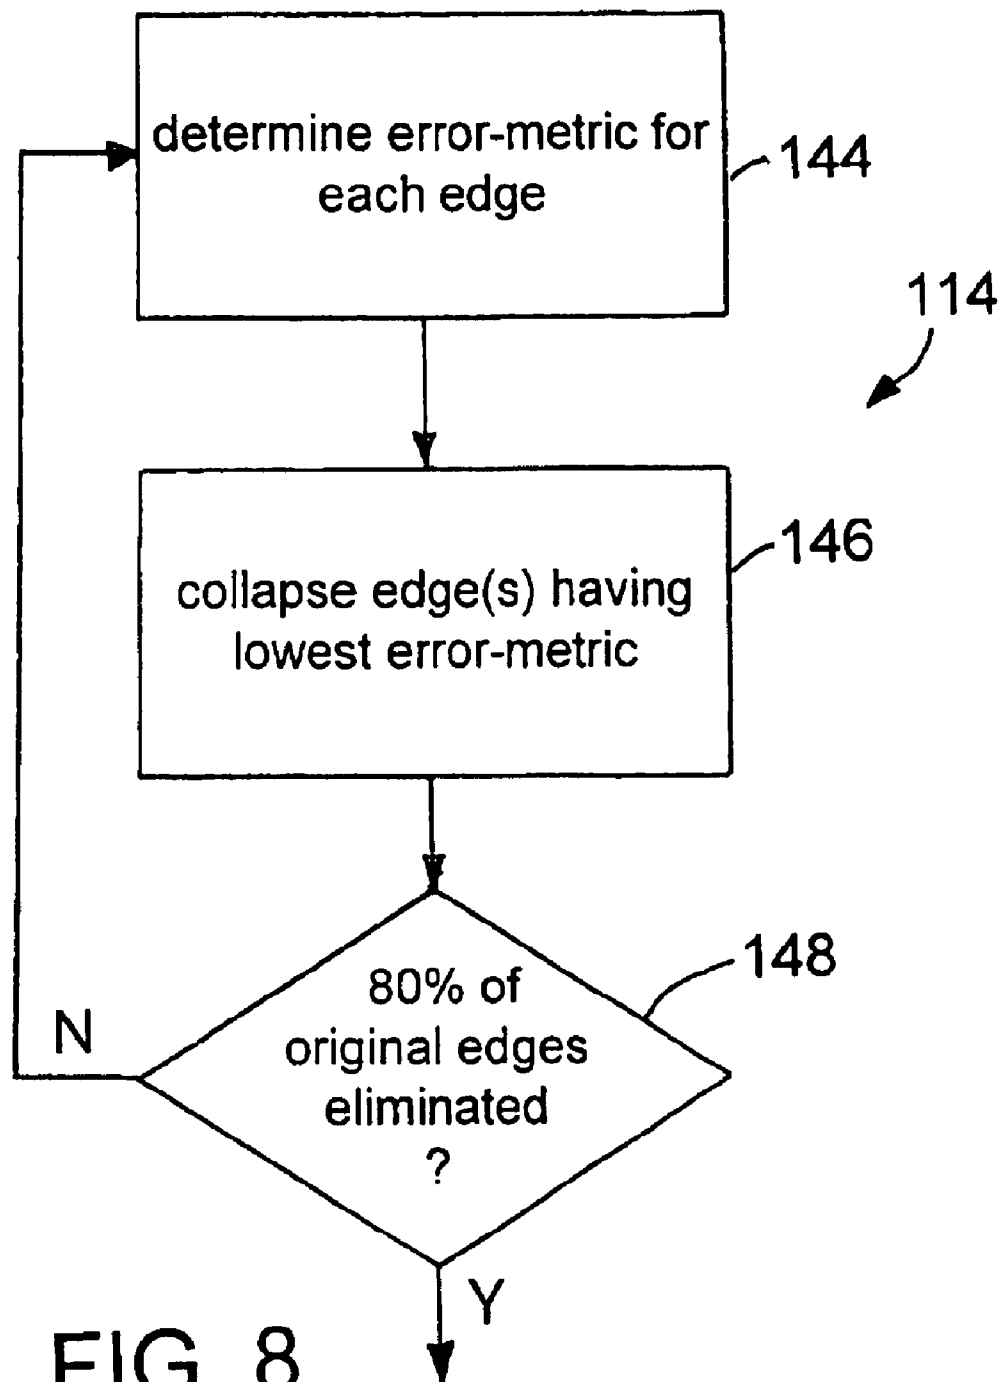 determine error-metric for
each edge
144
114
146
collapse edge(s) having
lowest error-metric
148
80% of
original edges
eliminated
?
N
Y
FIG. 8